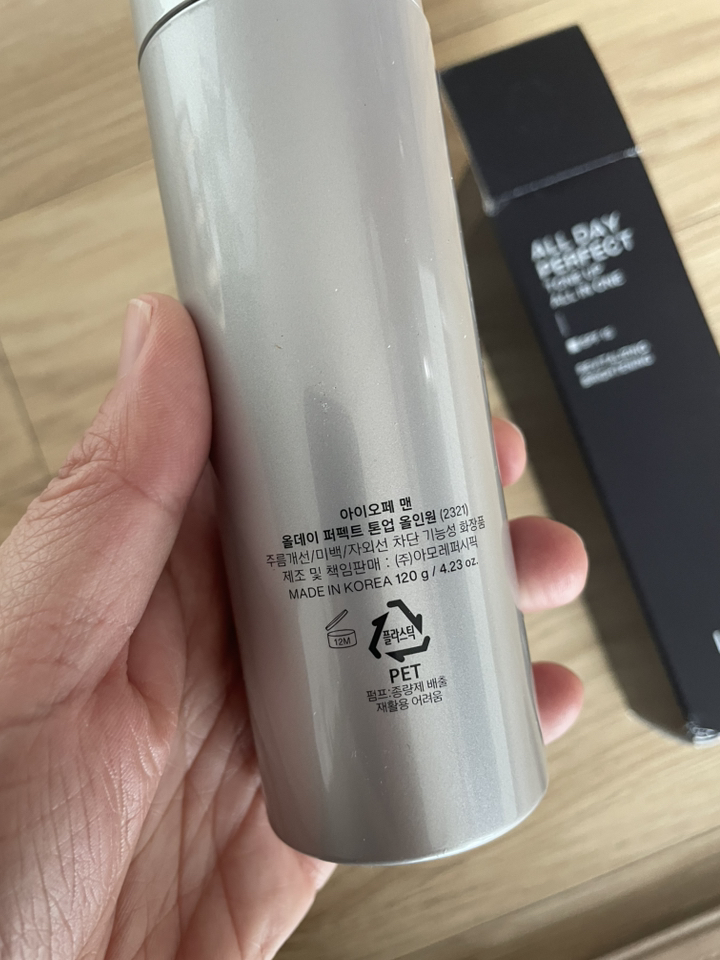 아이오페 맨
올데이 퍼펙트 톤업 올인원 (2321)
주름개선/미백/자외선 차단 기능성 화장품
제조 및 책임판매 : (주)아모레퍼시픽
MADE IN KOREA 120 g / 4.23 oz.
12M
플라스틱
PET
펌프:종량제 배출
재활용 어려움
ALL DAY
PERFECT
TONE UP
ALL IN ONE
REVITALIZING
BRIGHTENING